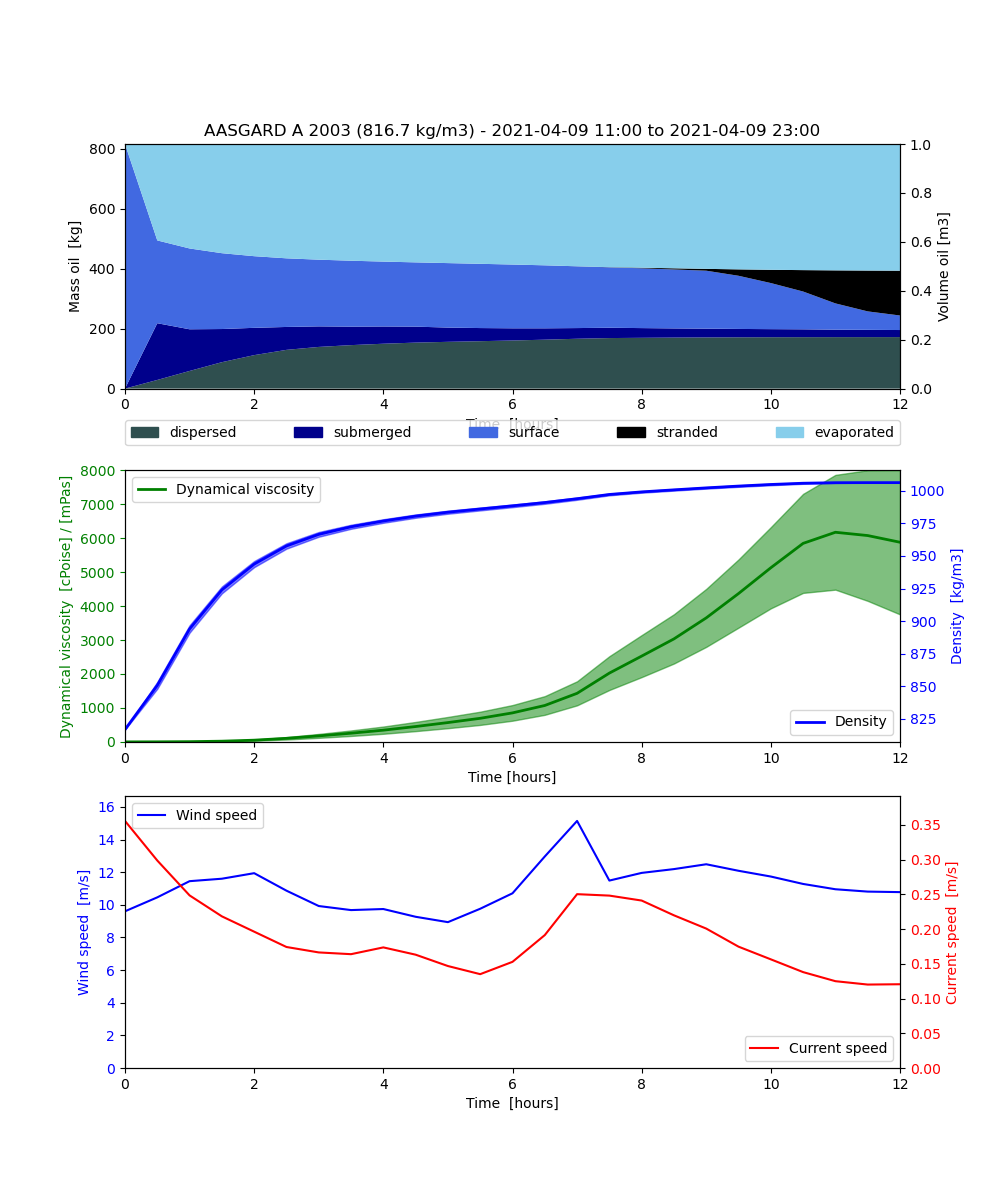 AASGARD A 2003 (816.7 kg/m3) - 2021-04-09 11:00 to 2021-04-09 23:00
Mass oil [kg]
800
600
400
200
0
1.0
0.8
0.6
0.4
0.2
0.0
Volume oil [m3]
0 2 4 6 8 10 12
Time [hours]
dispersed submerged surface stranded evaporated
Dynamical viscosity [cPoise] / [mPas]
8000
7000
6000
5000
4000
3000
2000
1000
0
Dynamical viscosity
1000
975
950
925
900
875
850
825
Density [kg/m3]
Density
0 2 4 6 8 10 12
Time [hours]
Wind speed [m/s]
16
14
12
10
8
6
4
2
0
Wind speed
0.35
0.30
0.25
0.20
0.15
0.10
0.05
0.00
Current speed [m/s]
Current speed
0 2 4 6 8 10 12
Time [hours]